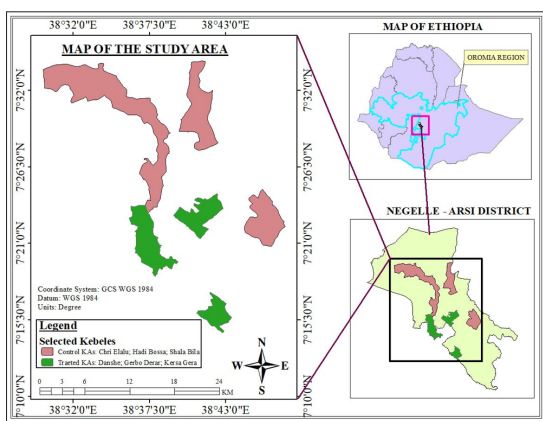 38°32'0"E 38°37'30"E 38°43'0"E
MAP OF THE STUDY AREA
7°32'0"N
7°26'30"N
7°21'0"N
7°15'30"N
7°10'0"N
Coordinate System: GCS WGS 1984
Datum: WGS 1984
Units: Degree
Legend
Selected Kebeles
Control KAs: Chri Elalu; Hadi Bossa; Shala Bila
Traeted KAs: Danshe; Gerbo Derar; Kersa Gera
N
W E
S
0 3 6 12 18 24
KM
38°32'0"E 38°37'30"E 38°43'0"E
MAP OF ETHIOPIA
OROMIA REGION
7°32'0"N
7°26'30"N
7°21'0"N
NEGELLE - ARSI DISTRICT
7°15'30"N
7°10'0"N